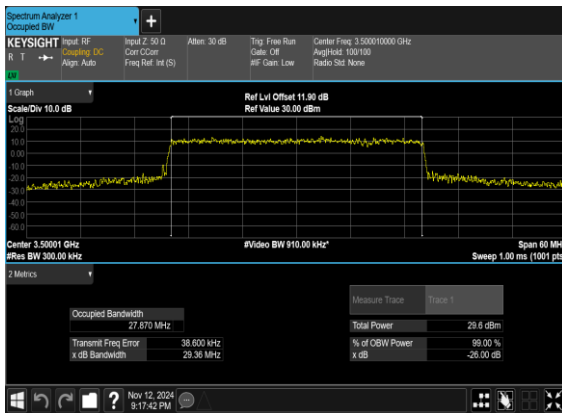 Spectrum Analyzer 1
Occupied BW
KEYSIGHT
R T
LXI
Input: RF
Coupling: DC
Align: Auto
Input Z: 50 Ω
Corr CCorr
Freq Ref: Int (S)
Atten: 30 dB
Trig: Free Run
Gate: Off
#IF Gain: Low
Center Freq: 3.500010000 GHz
Avg|Hold: 100/100
Radio Std: None
1 Graph
Scale/Div 10.0 dB
Ref Lvl Offset 11.90 dB
Ref Value 30.00 dBm
Log
20.0
10.0
0.00
-10.0
-20.0
-30.0
-40.0
-50.0
-60.0
Center 3.50001 GHz
#Res BW 300.00 kHz
#Video BW 910.00 kHz*
Span 60 MH
Sweep 1.00 ms (1001 pts
2 Metrics
Measure Trace Trace 1
Occupied Bandwidth
27.870 MHz
Total Power 29.6 dBm
Transmit Freq Error 38.600 kHz
% of OBW Power 99.00 %
x dB Bandwidth 29.36 MHz
x dB -26.00 dB
?
Nov 12, 2024
9:17:42 PM